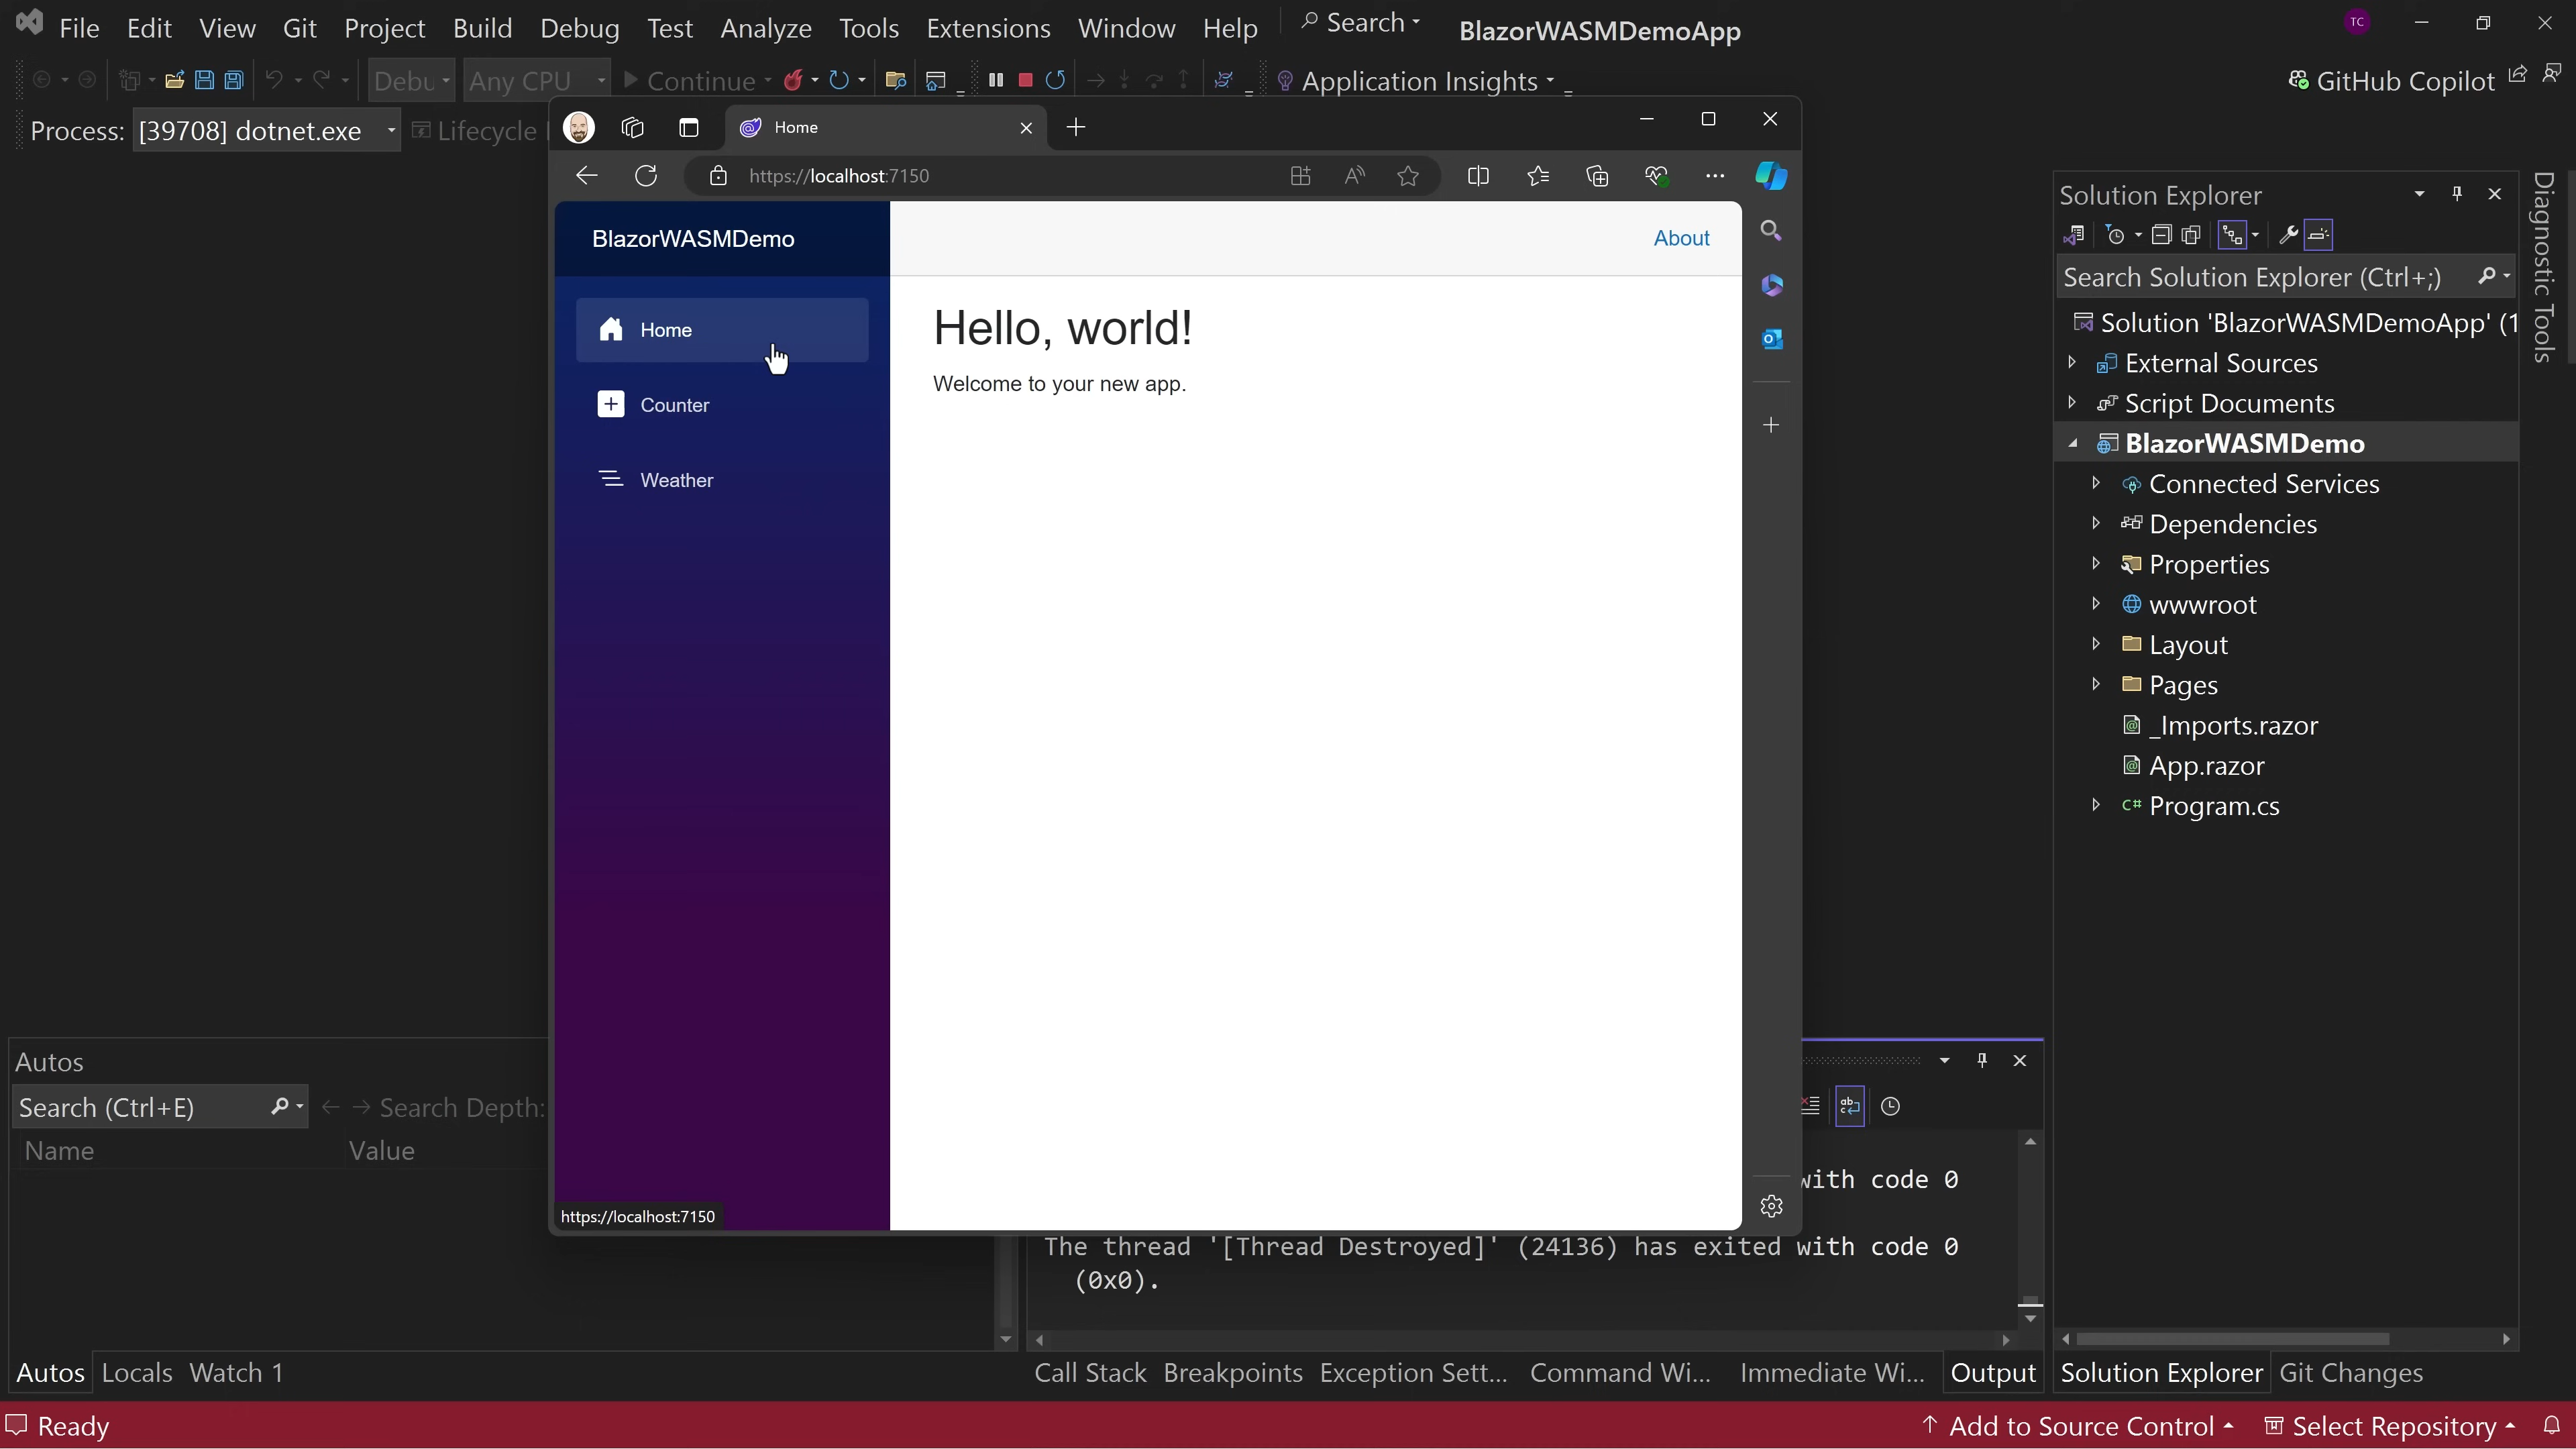 File Edit View Git Project Build Debug Test Analyze Tools Extensions Window Help Search BlazorWASMDemoApp TC
Any CPU Continue Application Insights GitHub Copilot
Process: [39708] dotnet.exe Lifecycle
Home
https://localhost:7150
BlazorWASMDemo
About
Home
Counter
Weather
Hello, world!
Welcome to your new app.
https://localhost:7150
Solution Explorer
Search Solution Explorer (Ctrl+;)
Solution 'BlazorWASMDemoApp' (1
External Sources
Script Documents
BlazorWASMDemo
Connected Services
Dependencies
Properties
wwwroot
Layout
Pages
_Imports.razor
App.razor
C# Program.cs
Diagnostic Tools
Autos
Search (Ctrl+E) Search Depth:
Name Value
with code 0
The thread '[Thread Destroyed]' (24136) has exited with code 0
(0x0).
Autos Locals Watch 1
Call Stack Breakpoints Exception Sett... Command Wi... Immediate Wi... Output
Solution Explorer Git Changes
Ready Add to Source Control Select Repository